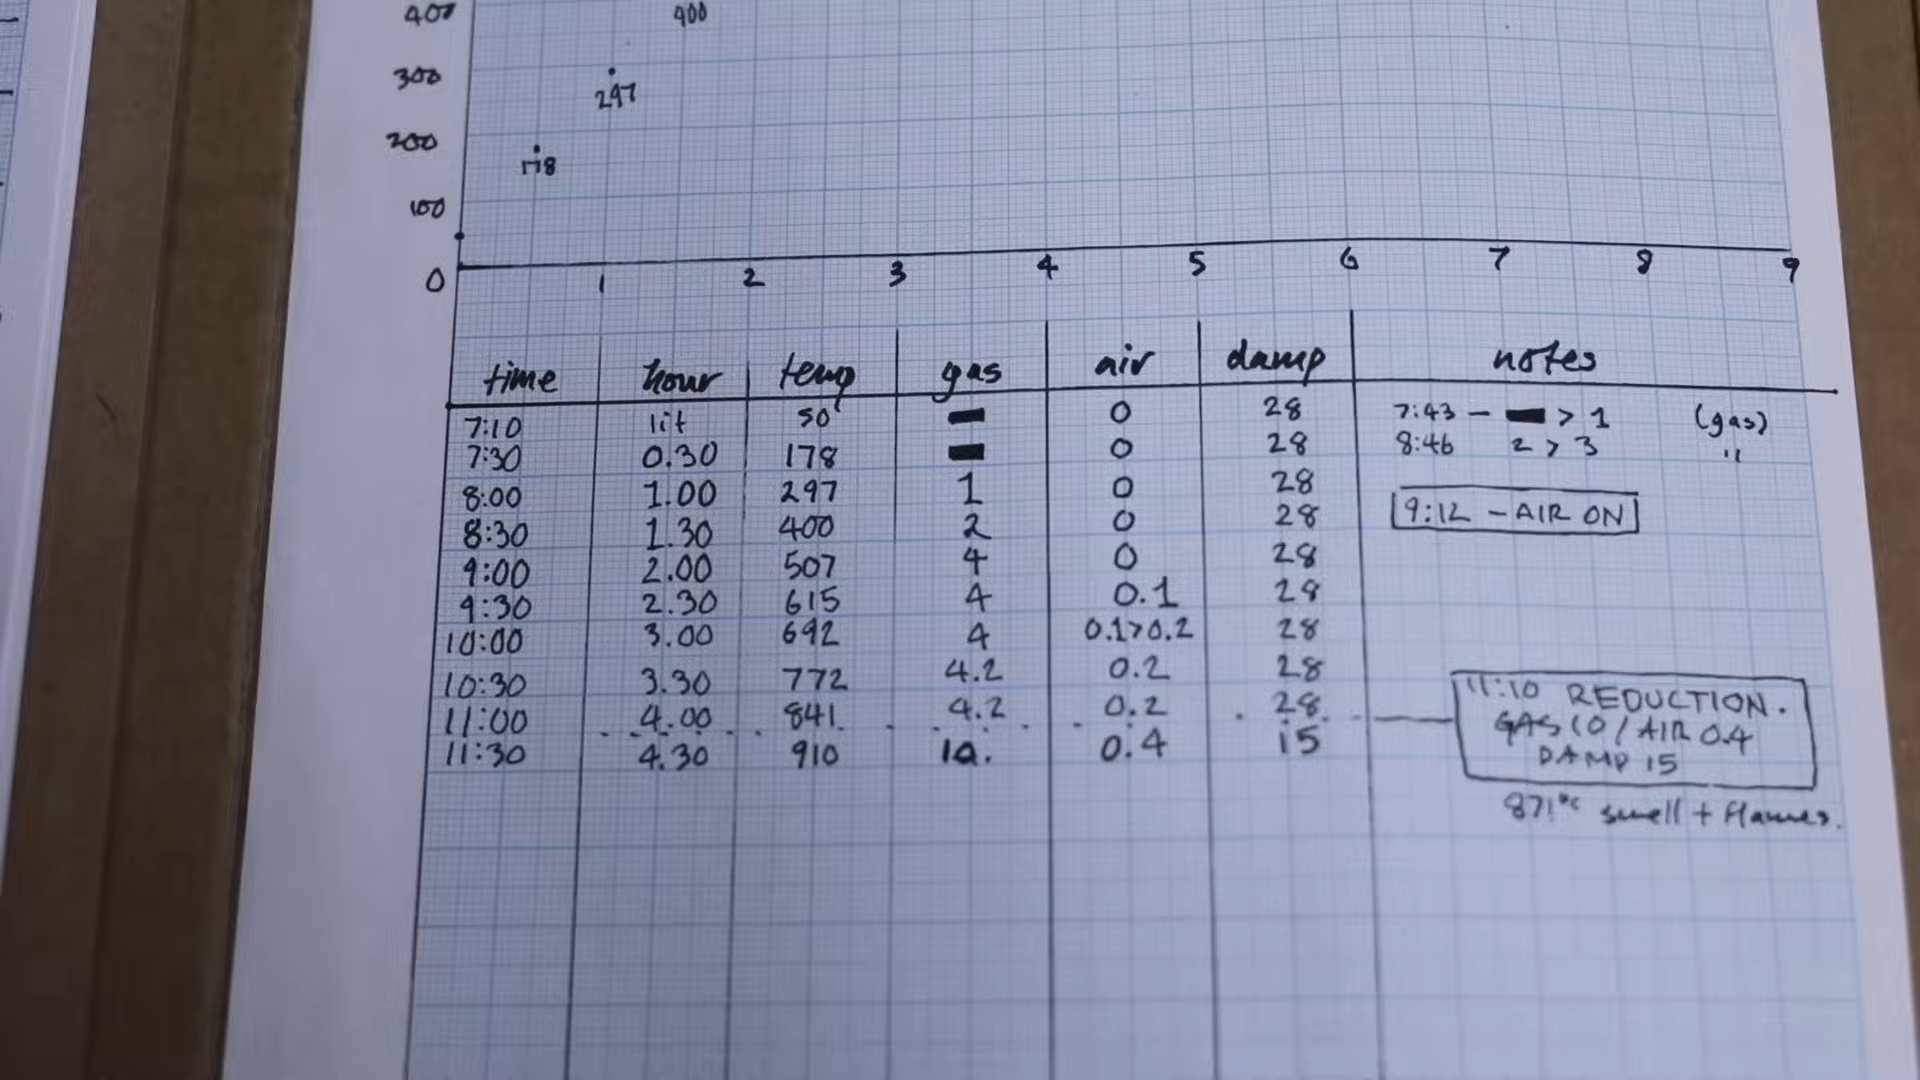 400 400
300
297
200
178
100
0 1 2 3 4 5 6 7 8 9
time hour temp gas air damp notes
7:10 lit 50 0 28 7:43 – > 1 (gas)
7:30 0.30 178 0 28 8:46 2 > 3 "
8:00 1.00 297 1 0 28
8:30 1.30 400 2 0 28 9:12 – AIR ON
9:00 2.00 507 4 0 28
9:30 2.30 615 4 0.1 28
10:00 3.00 692 4 0.1>0.2 28
10:30 3.30 772 4.2 0.2 28
11:00 4.00 841 4.2 0.2 28
11:30 4.30 910 10. 0.4 15
11:10 REDUCTION.
GAS 10 / AIR 0.4
DAMP 15
871°c smell + flames.